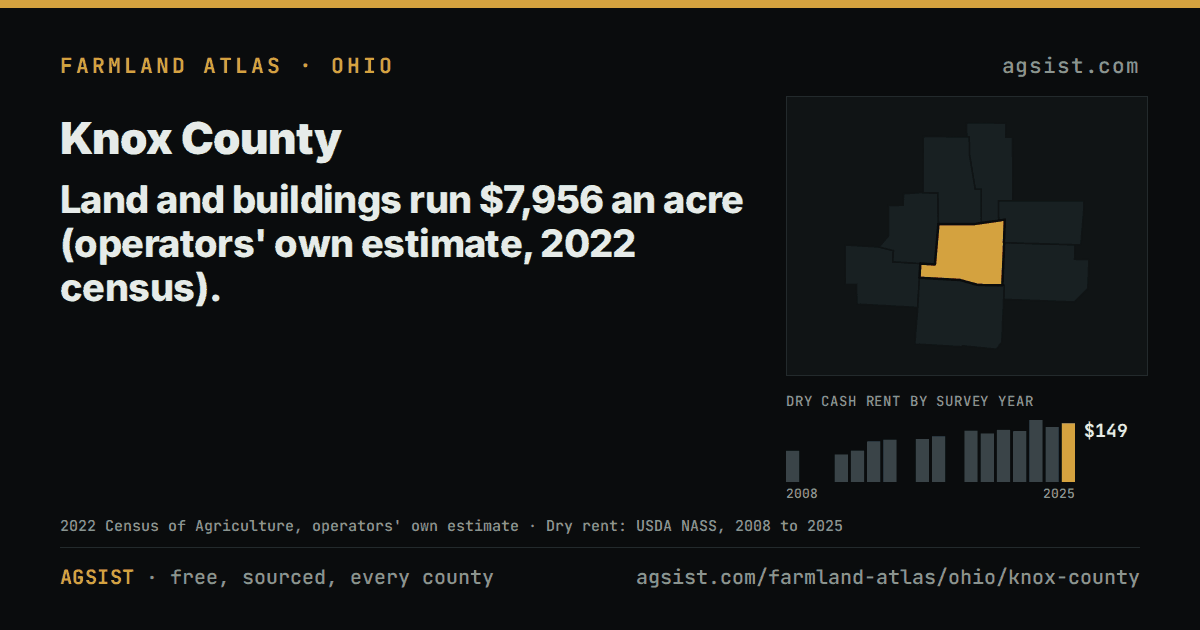 FARMLAND ATLAS · OHIO
agsist.com
Knox County
Land and buildings run $7,956 an acre
(operators' own estimate, 2022
census).
DRY CASH RENT BY SURVEY YEAR
$149
2008
2025
2022 Census of Agriculture, operators' own estimate · Dry rent: USDA NASS, 2008 to 2025
AGSIST · free, sourced, every county
agsist.com/farmland-atlas/ohio/knox-county